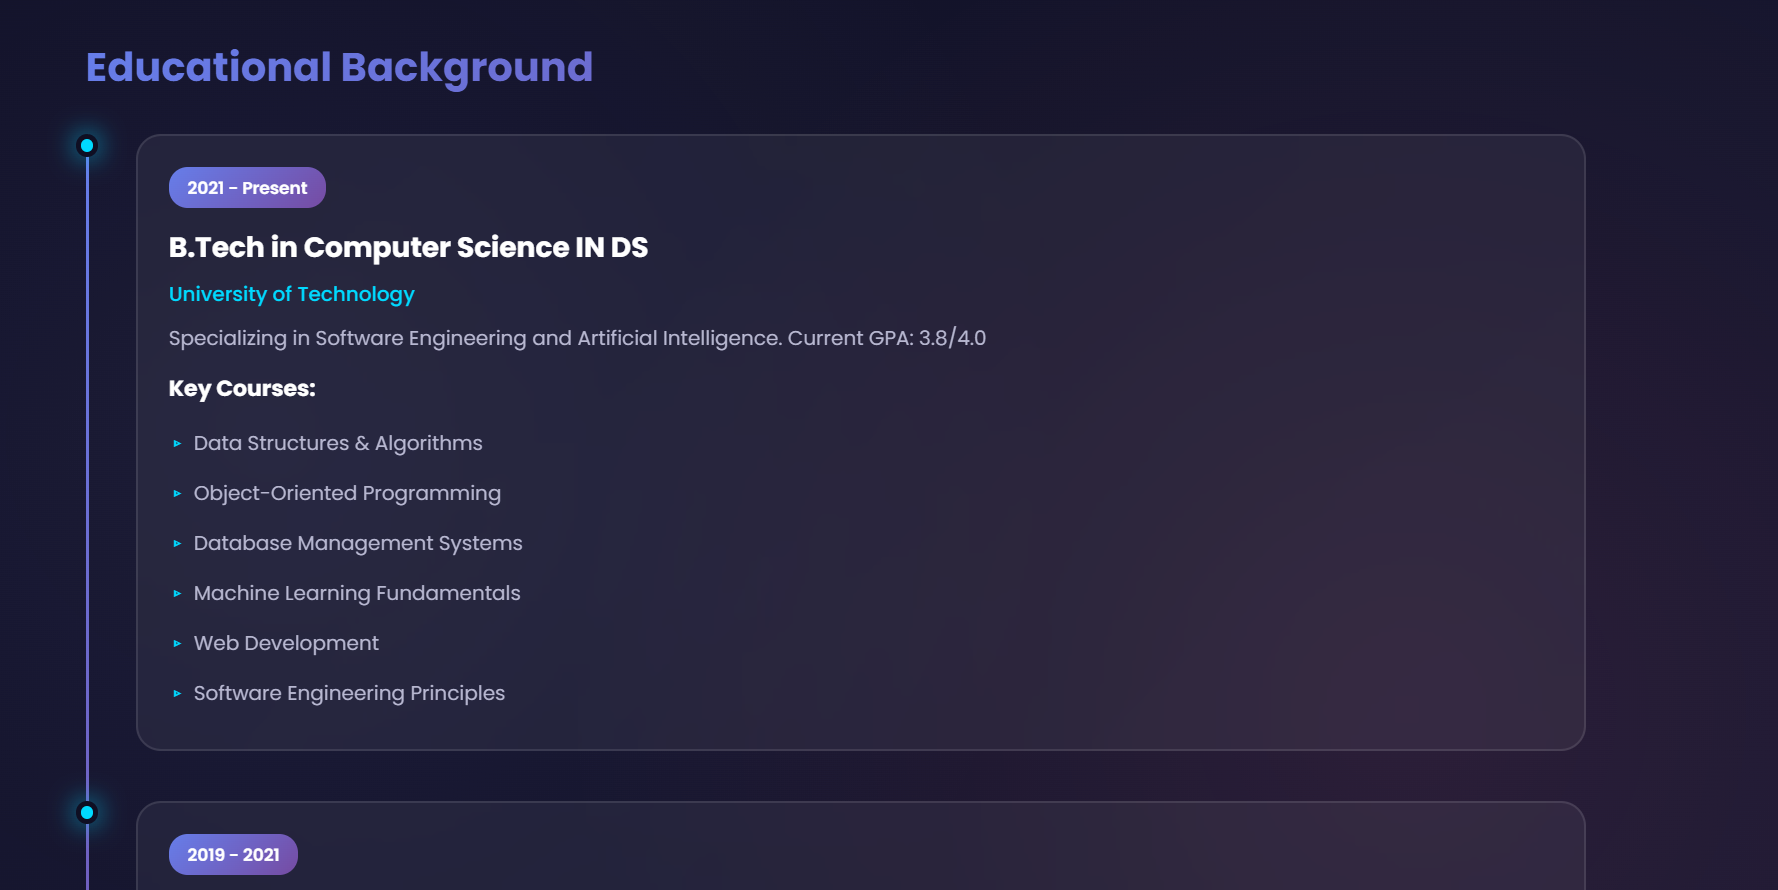 Educational Background
2021 - Present
B.Tech in Computer Science IN DS
University of Technology
Specializing in Software Engineering and Artificial Intelligence. Current GPA: 3.8/4.0
Key Courses:
Data Structures & Algorithms
Object-Oriented Programming
Database Management Systems
Machine Learning Fundamentals
Web Development
Software Engineering Principles
2019 - 2021